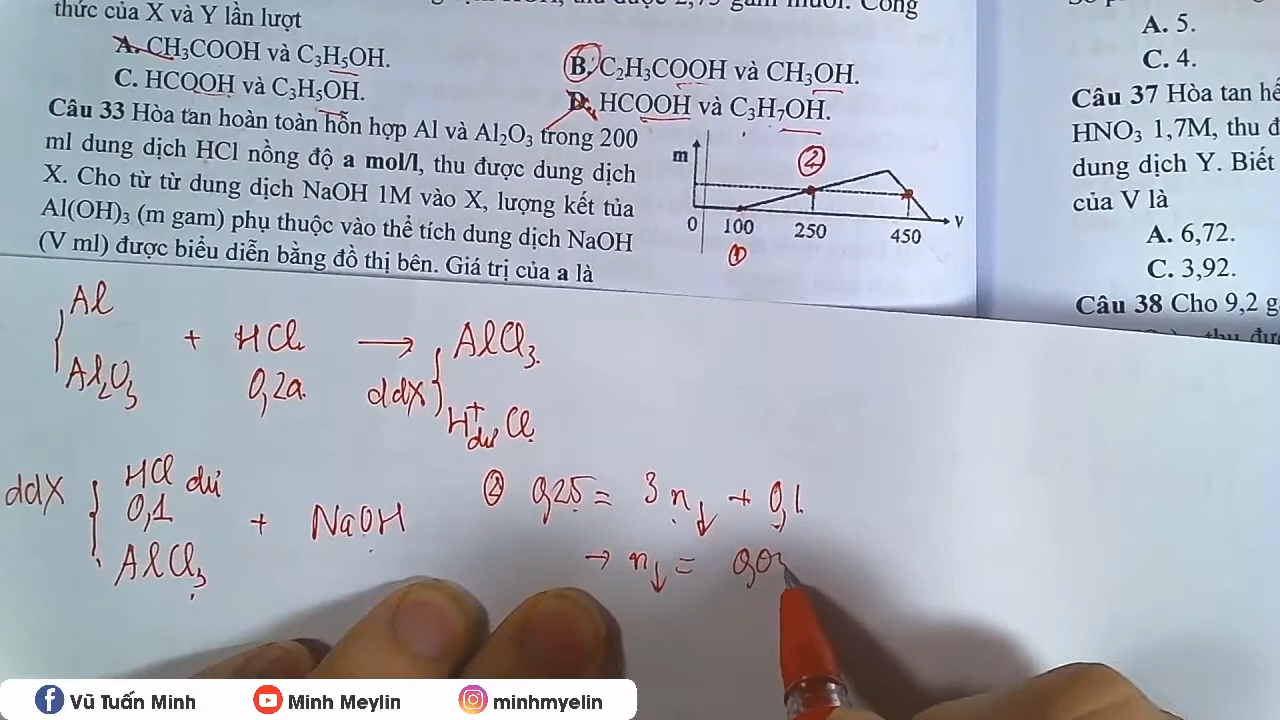 thức của X và Y lần lượt
A. CH₃COOH và C₃H₅OH.
B. C₂H₃COOH và CH₃OH.
C. HCOOH và C₃H₅OH.
D. HCOOH và C₃H₇OH.
Câu 33 Hòa tan hoàn toàn hỗn hợp Al và Al₂O₃ trong 200
ml dung dịch HCl nồng độ a mol/l, thu được dung dịch
X. Cho từ từ dung dịch NaOH 1M vào X, lượng kết tủa
Al(OH)₃ (m gam) phụ thuộc vào thể tích dung dịch NaOH
(V ml) được biểu diễn bằng đồ thị bên. Giá trị của a là
m
②
0 100 250 450 V
①
A. 5.
C. 4.
Câu 37 Hòa tan
HNO₃ 1,7M, thu
dung dịch Y. Biết
của V là
A. 6,72.
C. 3,92.
Câu 38 Cho 9,2 g
Al
Al₂O₃
+ HCl → AlCl₃
0,2a
ddX
H⁺ dư Cl
ddX
HCl dư
0,1
AlCl₃
+ NaOH
② 0,25 = 3n↓ + 0,1
→ n↓ =
Vũ Tuấn Minh
Minh Meylin
minhmyelin